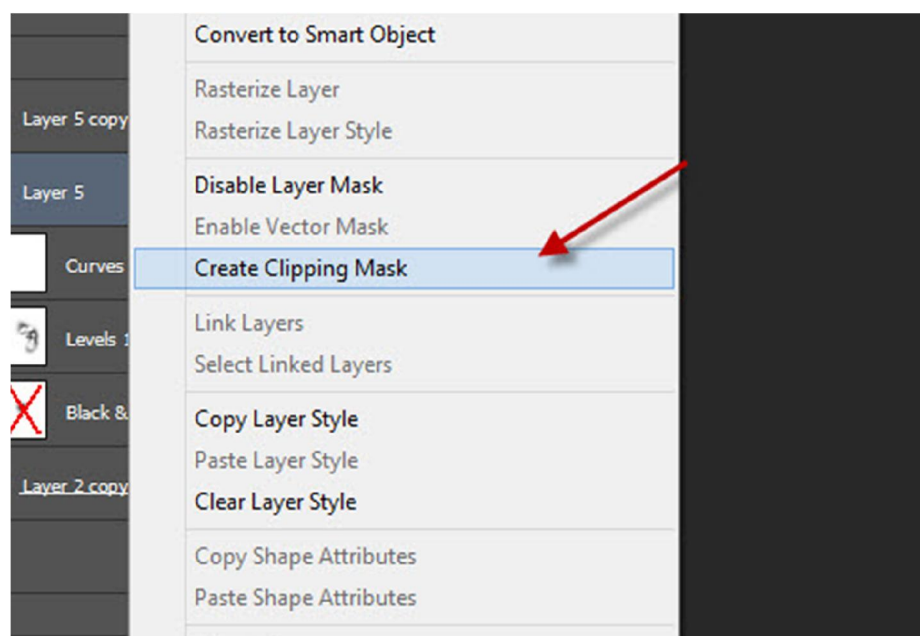 Convert to Smart Object
Rasterize Layer
Layer 5 copy
Rasterize Layer Style
Disable Layer Mask
Layer 5
Enable Vector Mask
Curves
Create Clipping Mask
Link Layers
Levels 1
Select Linked Layers
Black &
Copy Layer Style
Paste Layer Style
Layer 2 copy
Clear Layer Style
Copy Shape Attributes
Paste Shape Attributes